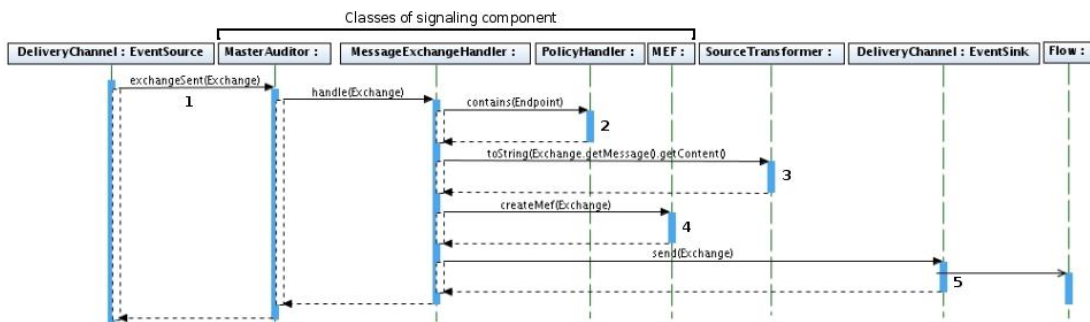 Classes of signaling component
DeliveryChannel : EventSource
MasterAuditor :
MessageExchangeHandler :
PolicyHandler :
MEF :
SourceTransformer :
DeliveryChannel : EventSink
Flow :
exchangeSent(Exchange)
1
handle(Exchange)
contains(Endpoint)
2
toString(Exchange.getMessage().getContent()
3
createMef(Exchange)
4
send(Exchange)
5